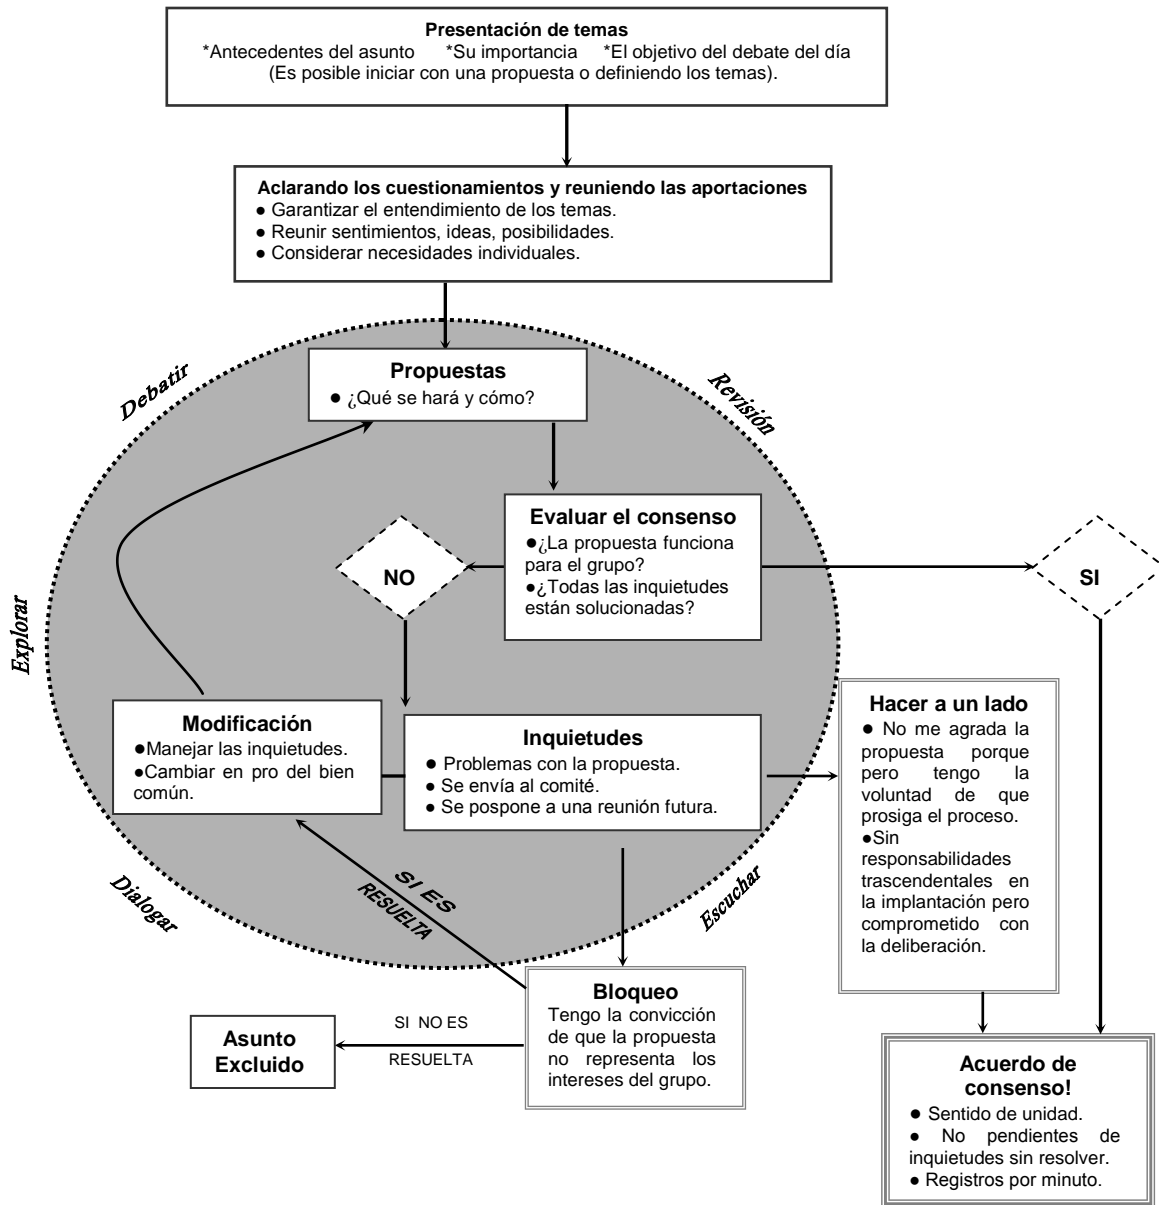 Presentación de temas
*Antecedentes del asunto *Su importancia *El objetivo del debate del día
(Es posible iniciar con una propuesta o definiendo los temas).
Aclarando los cuestionamientos y reuniendo las aportaciones
● Garantizar el entendimiento de los temas.
● Reunir sentimientos, ideas, posibilidades.
● Considerar necesidades individuales.
Debatir
Revisión
Propuestas
● ¿Qué se hará y cómo?
Evaluar el consenso
●¿La propuesta funciona
para el grupo?
●¿Todas las inquietudes
están solucionadas?
NO
SI
Explorar
Modificación
●Manejar las inquietudes.
●Cambiar en pro del bien
común.
Inquietudes
● Problemas con la propuesta.
● Se envía al comité.
● Se pospone a una reunión futura.
Hacer a un lado
● No me agrada la
propuesta porque
pero tengo la
voluntad de que
prosiga el proceso.
●Sin
responsabilidades
trascendentales en
la implantación pero
comprometido con
la deliberación.
Dialogar
SI ES
RESUELTA
Escuchar
Bloqueo
Tengo la convicción
de que la propuesta
no representa los
intereses del grupo.
SI NO ES
RESUELTA
Asunto
Excluido
Acuerdo de
consenso!
● Sentido de unidad.
● No pendientes de
inquietudes sin resolver.
● Registros por minuto.